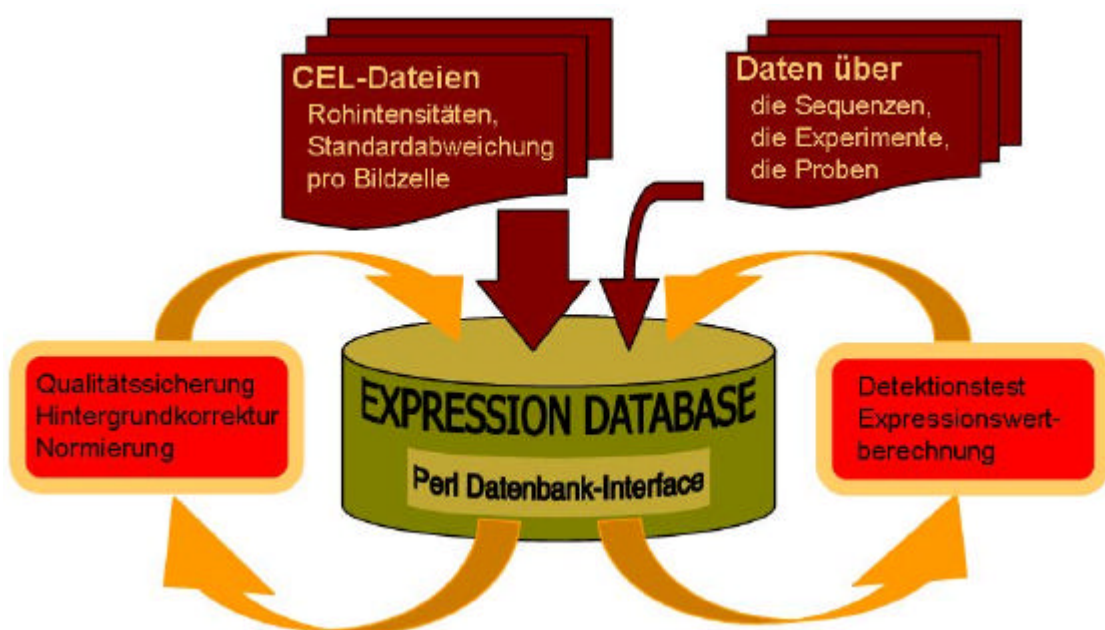 CEL-Dateien
Rohintensitäten,
Standardabweichung
pro Bildzelle
Daten über
die Sequenzen,
die Experimente,
die Proben
Qualitätssicherung
Hintergrundkorrektur
Normierung
EXPRESSION DATABASE
Perl Datenbank-Interface
Detektionstest
Expressionswert-
berechnung